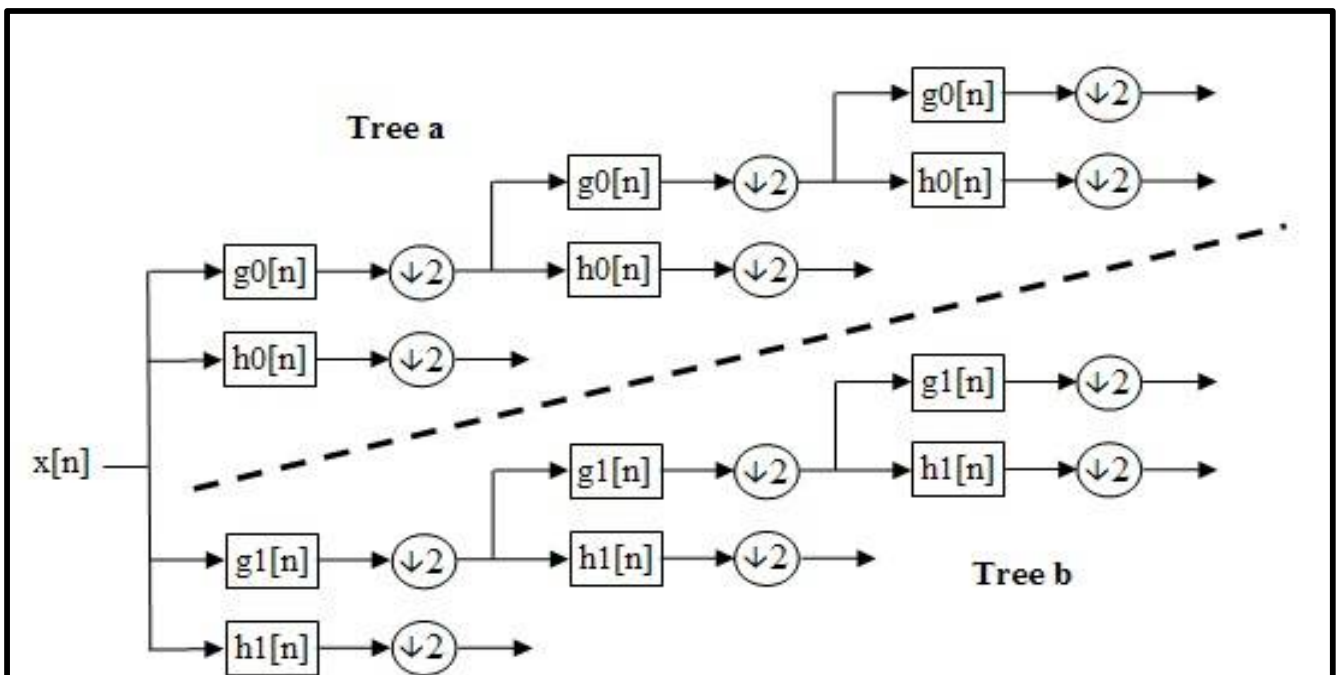 g0[n] ↓2
Tree a
g0[n] ↓2 h0[n] ↓2
g0[n] ↓2 h0[n] ↓2
h0[n] ↓2
g1[n] ↓2
x[n] g1[n] ↓2 h1[n] ↓2
g1[n] ↓2 h1[n] ↓2
Tree b
h1[n] ↓2